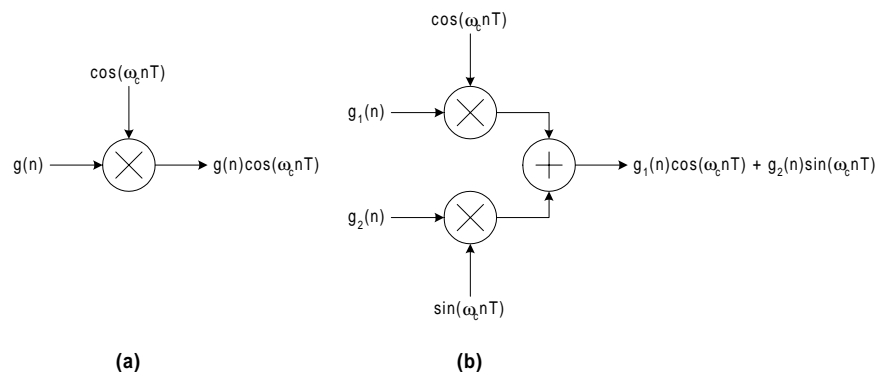 cos(ω_c nT)
g(n)
g(n)cos(ω_c nT)
(a)
cos(ω_c nT)
g_1(n)
g_1(n)cos(ω_c nT) + g_2(n)sin(ω_c nT)
g_2(n)
sin(ω_c nT)
(b)